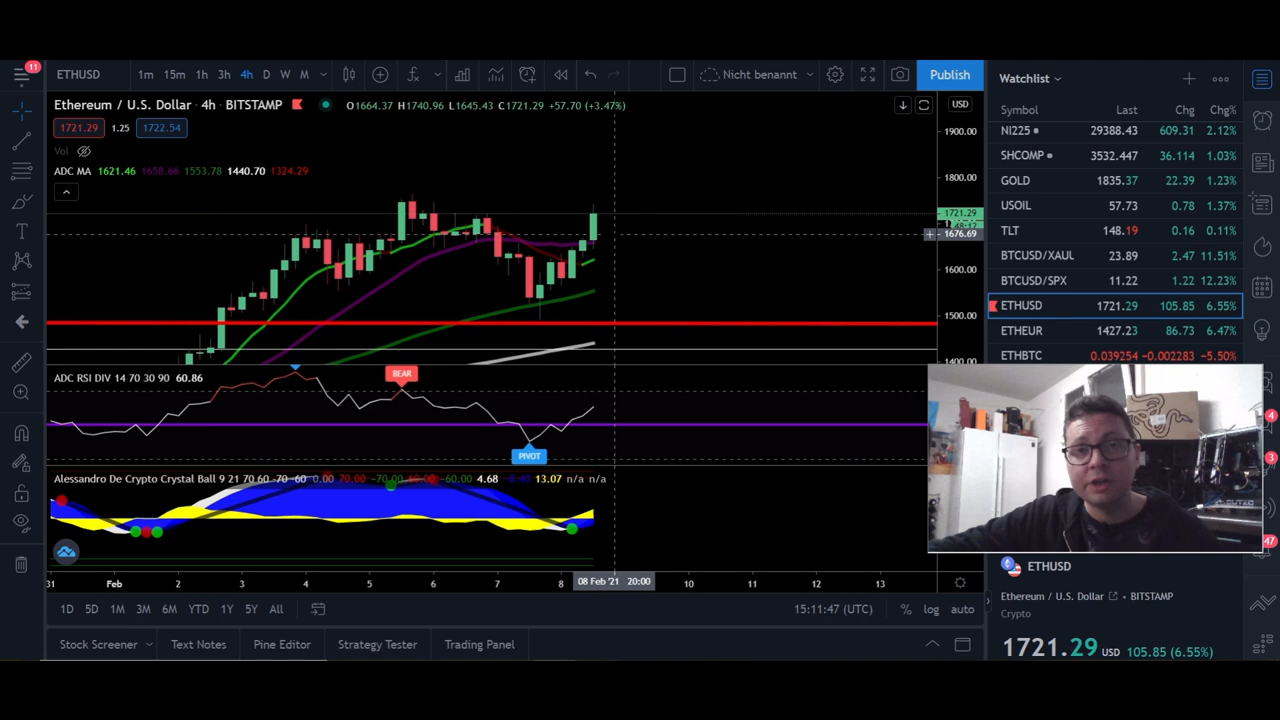 11
ETHUSD 1m 15m 1h 3h 4h D W M Nicht benannt Publish
Ethereum / U.S. Dollar · 4h · BITSTAMP O1664.37 H1740.96 L1645.43 C1721.29 +57.70 (+3.47%)
1721.29 1.25 1722.54
Vol
ADC MA 1621.46 1658.66 1553.78 1440.70 1324.29
USD
1900.00
1800.00
1721.29
48:12
1676.69
1600.00
1500.00
1400.00
ADC RSI DIV 14 70 30 90 60.86
BEAR
PIVOT
Alessandro De Crypto Crystal Ball 9 21 70 60 -70 -60 0.00 70.00 -70.00 60.00 -60.00 4.68 13.07 n/a n/a
31 Feb 2 3 4 5 6 7 8 08 Feb '21 20:00 10 11 12 13
1D 5D 1M 3M 6M YTD 1Y 5Y All 15:11:47 (UTC) % log auto
Stock Screener Text Notes Pine Editor Strategy Tester Trading Panel
Watchlist
Symbol Last Chg Chg%
NI225 29388.43 609.31 2.12%
SHCOMP 3532.447 36.114 1.03%
GOLD 1835.37 22.39 1.23%
USOIL 57.73 0.78 1.37%
TLT 148.19 0.16 0.11%
BTCUSD/XAUL 23.89 2.47 11.51%
BTCUSD/SPX 11.22 1.22 12.23%
ETHUSD 1721.29 105.85 6.55%
ETHEUR 1427.23 86.73 6.47%
ETHBTC 0.039254 -0.002283 -5.50%
4
3
47
ETHUSD
Ethereum / U.S. Dollar • BITSTAMP
Crypto
1721.29 USD 105.85 (6.55%)